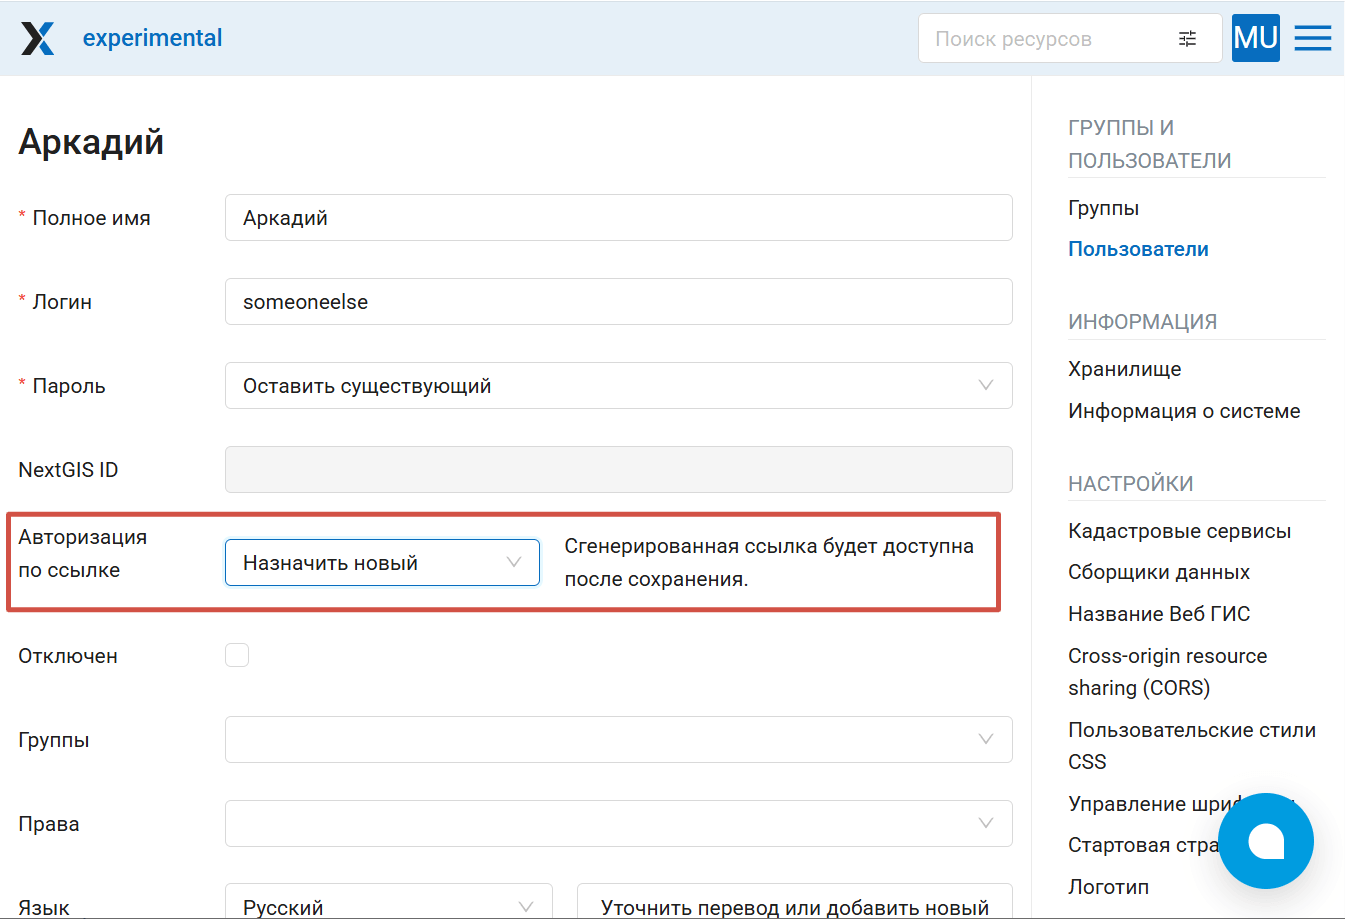 experimental
Поиск ресурсов
MU
Аркадий
* Полное имя
Аркадий
* Логин
someoneelse
* Пароль
Оставить существующий
NextGIS ID
Авторизация
по ссылке
Назначить новый
Сгенерированная ссылка будет доступна
после сохранения.
Отключен
Группы
Права
Язык
Русский
Уточнить перевод или добавить новый
ГРУППЫ И
ПОЛЬЗОВАТЕЛИ
Группы
Пользователи
ИНФОРМАЦИЯ
Хранилище
Информация о системе
НАСТРОЙКИ
Кадастровые сервисы
Сборщики данных
Название Веб ГИС
Cross-origin resource
sharing (CORS)
Пользовательские стили
CSS
Управление
Стартовая
Логотип